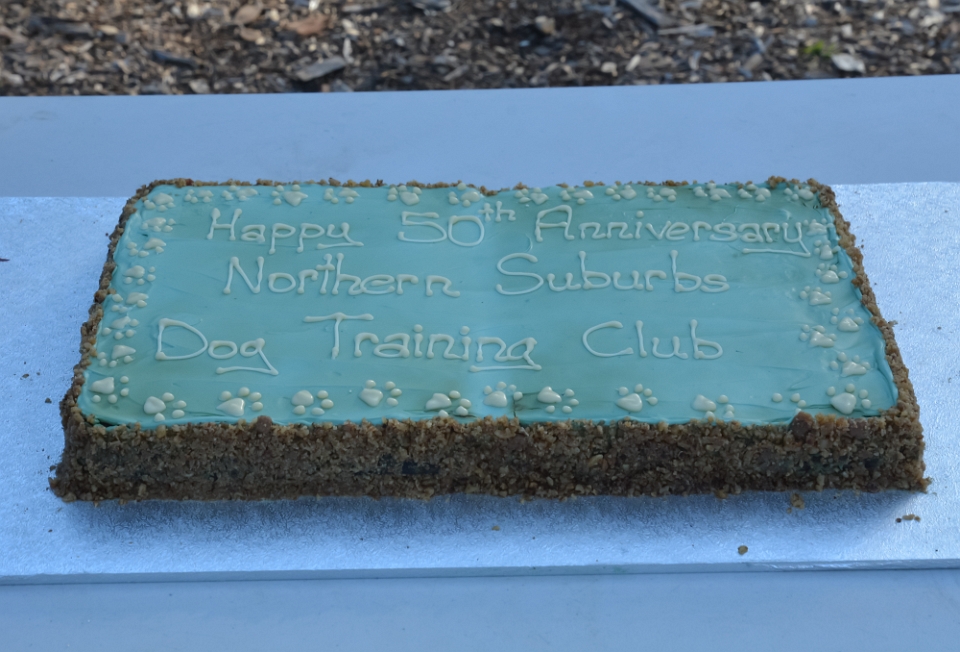 Happy 50th Anniversary
Northern Suburbs
Dog Training Club